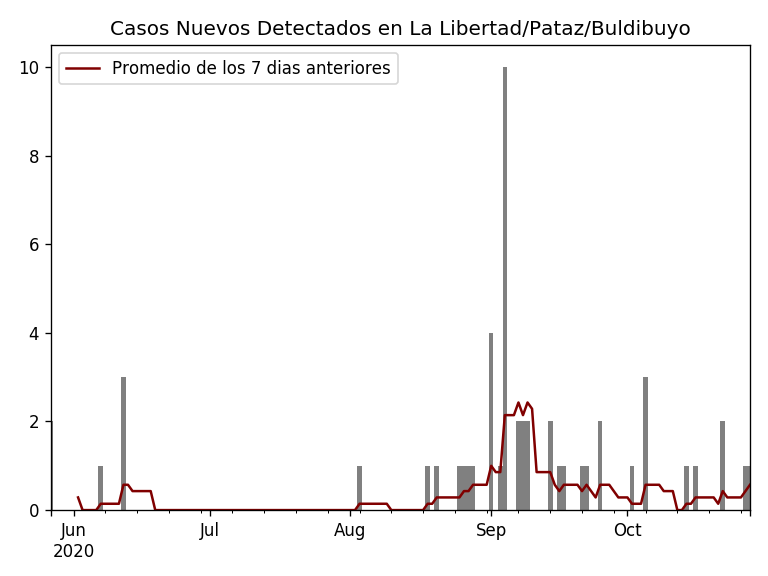 Casos Nuevos Detectados en La Libertad/Pataz/Buldibuyo
Promedio de los 7 dias anteriores
10
8
6
4
2
0
Jun Jul Aug Sep Oct
2020